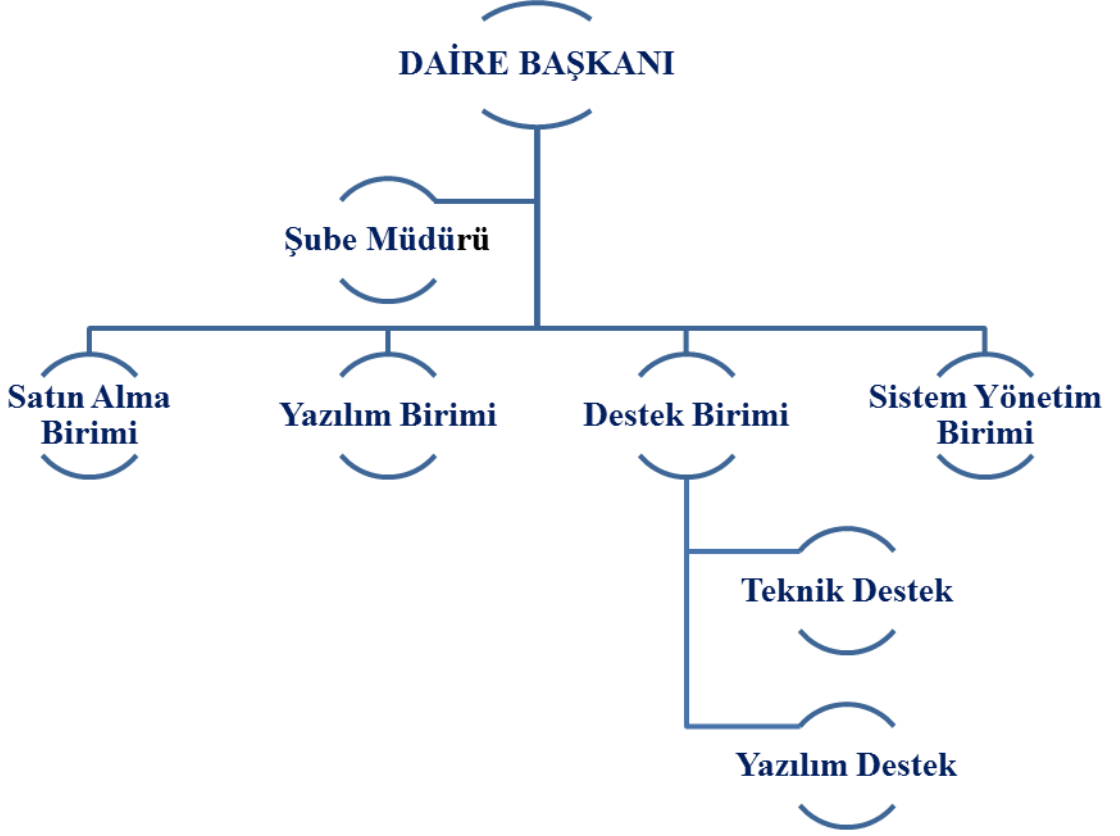 DAİRE BAŞKANI
Şube Müdürü
Satın Alma
Birimi
Yazılım Birimi
Destek Birimi
Sistem Yönetim
Birimi
Teknik Destek
Yazılım Destek